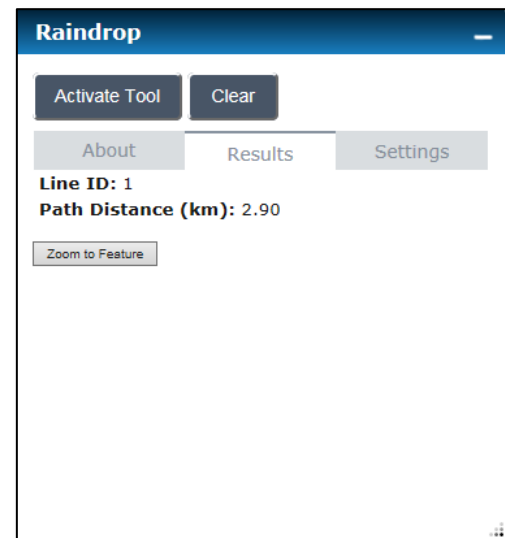 Raindrop
Activate Tool Clear
About Results Settings
Line ID: 1
Path Distance (km): 2.90
Zoom to Feature